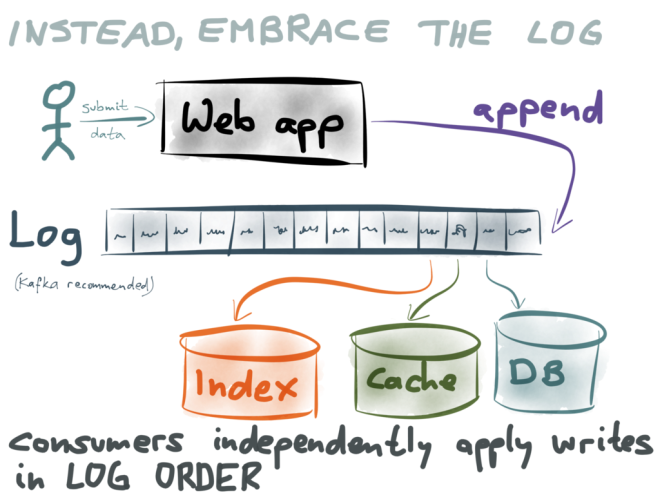 INSTEAD, EMBRACE THE LOG
submit
data
Web app
append
Log
(Kafka recommended)
Index
Cache
DB
consumers independently apply writes
in LOG ORDER